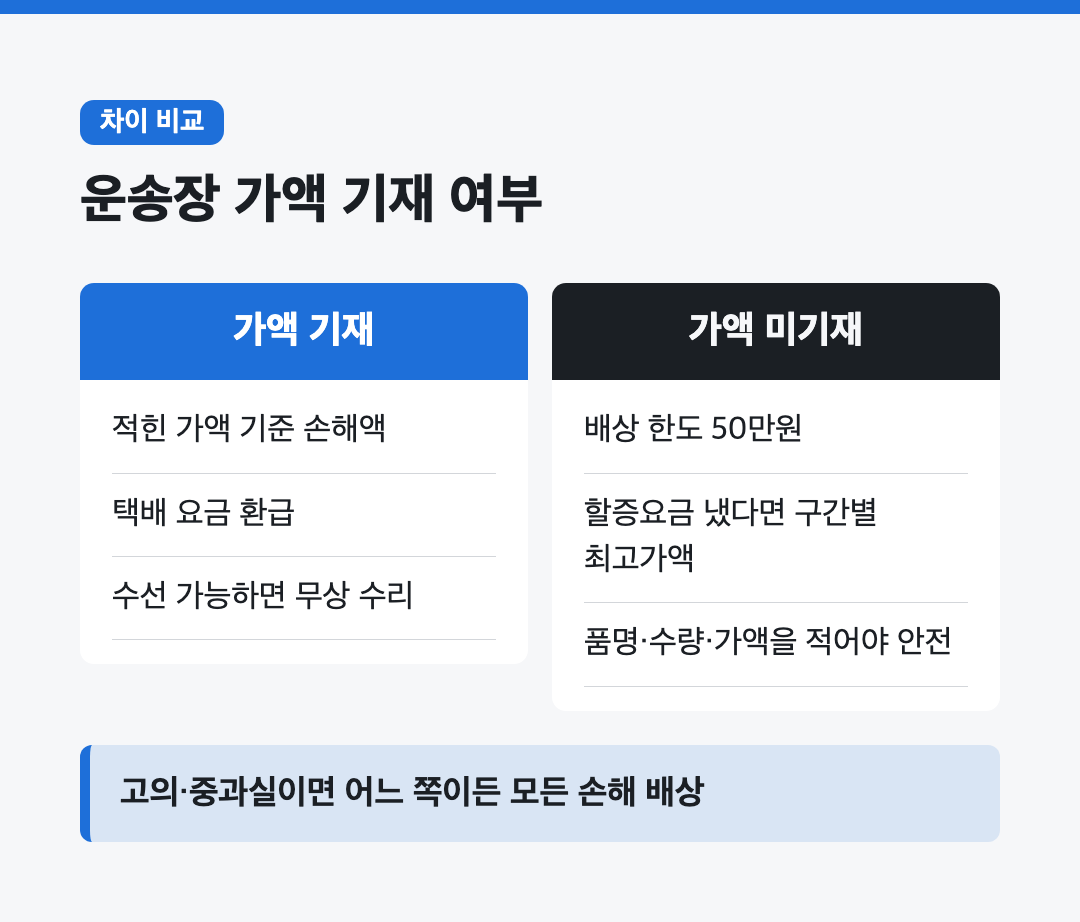 차이 비교
운송장 가액 기재 여부
가액 기재
적힌 가액 기준 손해액
택배 요금 환급
수선 가능하면 무상 수리
가액 미기재
배상 한도 50만원
할증요금 냈다면 구간별
최고가액
품명·수량·가액을 적어야 안전
고의·중과실이면 어느 쪽이든 모든 손해 배상